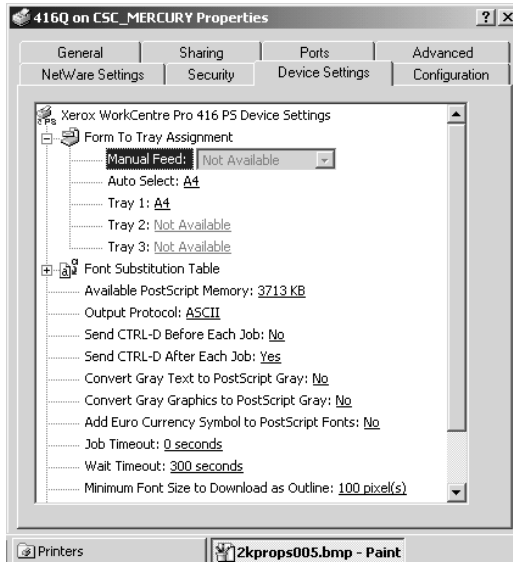 416Q on CSC_MERCURY Properties
General Sharing Ports Advanced
NetWare Settings Security Device Settings Configuration
Xerox WorkCentre Pro 416 PS Device Settings
Form To Tray Assignment
Manual Feed: Not Available
Auto Select: A4
Tray 1: A4
Tray 2: Not Available
Tray 3: Not Available
Font Substitution Table
Available PostScript Memory: 3713 KB
Output Protocol: ASCII
Send CTRL-D Before Each Job: No
Send CTRL-D After Each Job: Yes
Convert Gray Text to PostScript Gray: No
Convert Gray Graphics to PostScript Gray: No
Add Euro Currency Symbol to PostScript Fonts: No
Job Timeout: 0 seconds
Wait Timeout: 300 seconds
Minimum Font Size to Download as Outline: 100 pixel(s)
Printers 2kprops005.bmp - Paint